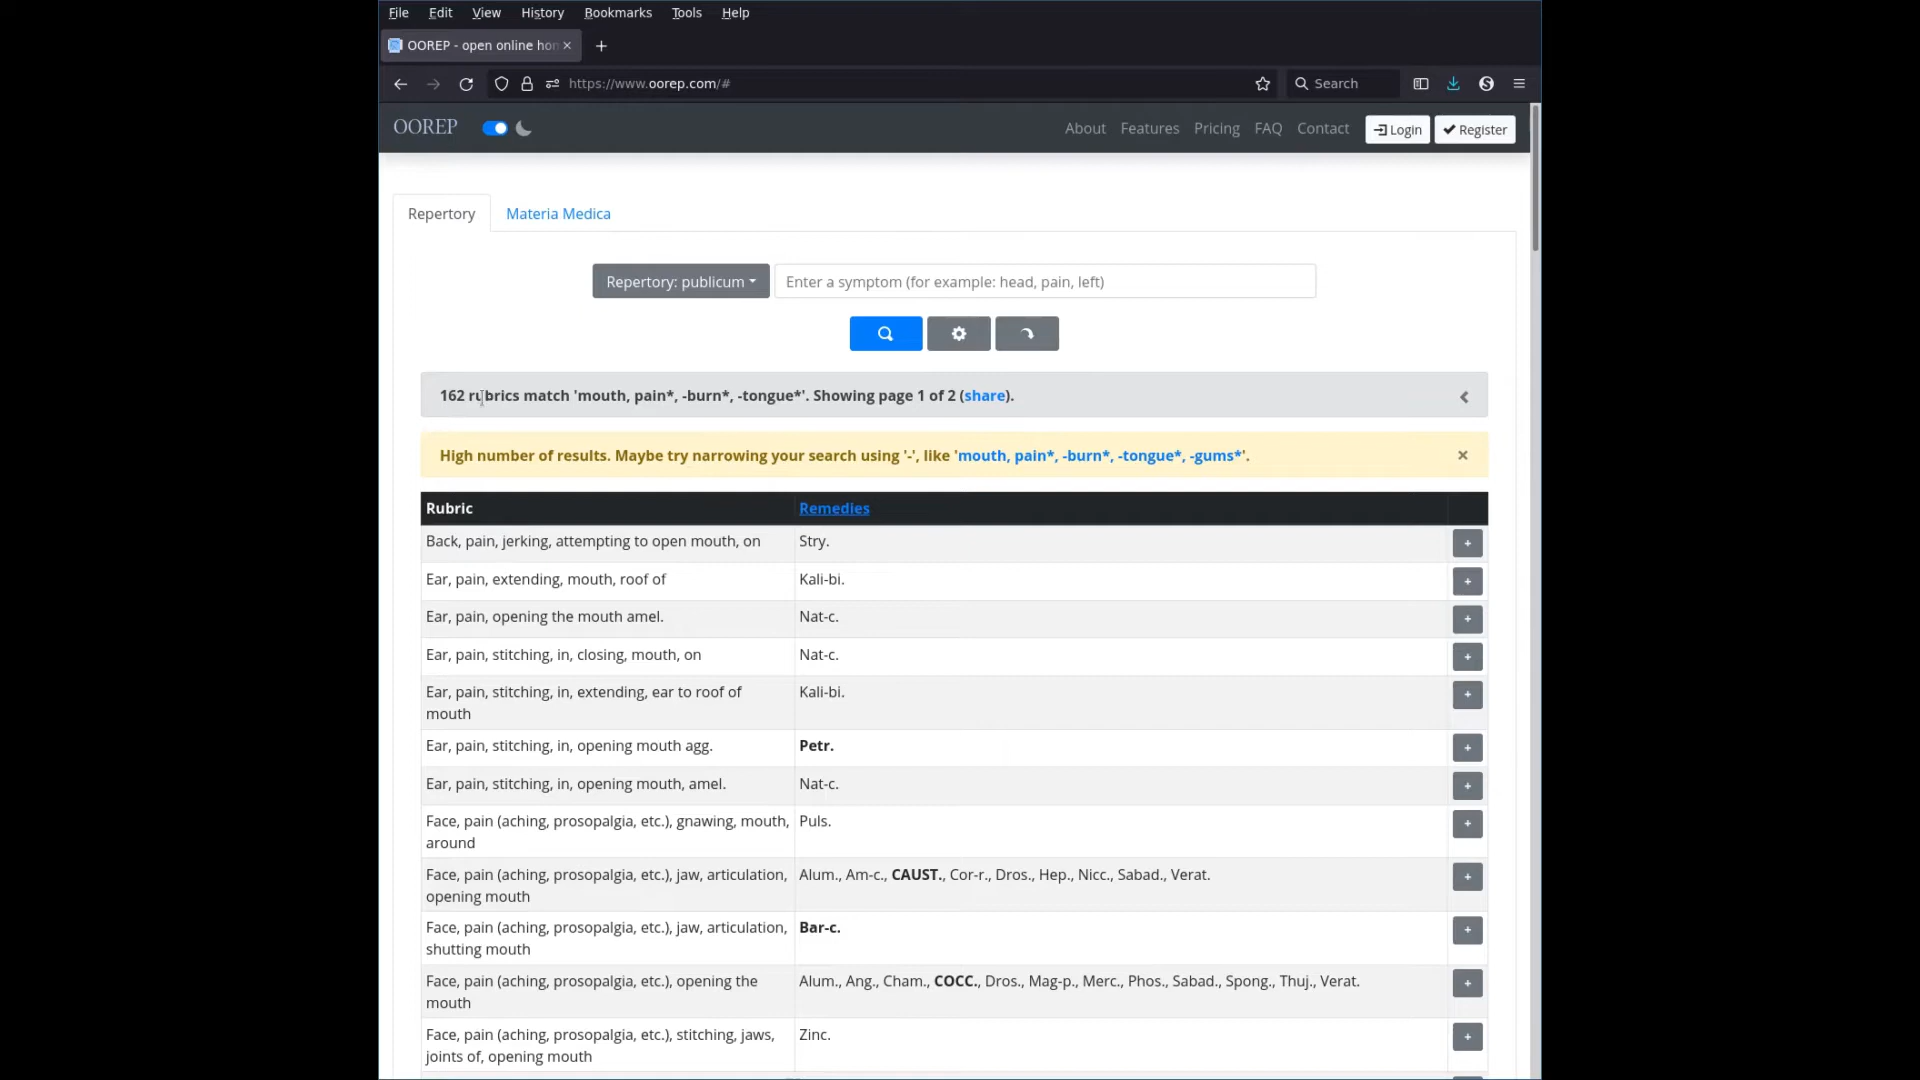 File Edit View History Bookmarks Tools Help
OOREP - open online hon
https://www.oorep.com/#
Search
OOREP
About Features Pricing FAQ Contact Login Register
Repertory Materia Medica
Repertory: publicum Enter a symptom (for example: head, pain, left)
162 rubrics match 'mouth, pain*, -burn*, -tongue*'. Showing page 1 of 2 (share).
High number of results. Maybe try narrowing your search using '-', like 'mouth, pain*, -burn*, -tongue*, -gums*'.
Rubric Remedies
Back, pain, jerking, attempting to open mouth, on Stry.
Ear, pain, extending, mouth, roof of Kali-bi.
Ear, pain, opening the mouth amel. Nat-c.
Ear, pain, stitching, in, closing, mouth, on Nat-c.
Ear, pain, stitching, in, extending, ear to roof of Kali-bi.
mouth
Ear, pain, stitching, in, opening mouth agg. Petr.
Ear, pain, stitching, in, opening mouth, amel. Nat-c.
Face, pain (aching, prosopalgia, etc.), gnawing, mouth, Puls.
around
Face, pain (aching, prosopalgia, etc.), jaw, articulation, Alum., Am-c., CAUST., Cor-r., Dros., Hep., Nicc., Sabad., Verat.
opening mouth
Face, pain (aching, prosopalgia, etc.), jaw, articulation, Bar-c.
shutting mouth
Face, pain (aching, prosopalgia, etc.), opening the Alum., Ang., Cham., COCC., Dros., Mag-p., Merc., Phos., Sabad., Spong., Thuj., Verat.
mouth
Face, pain (aching, prosopalgia, etc.), stitching, jaws, Zinc.
joints of, opening mouth